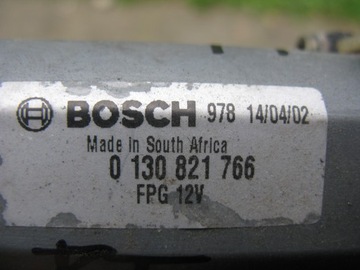 BOSCH 978 14/04/02
Made in South Africa
0 130 821 766
FPG 12V